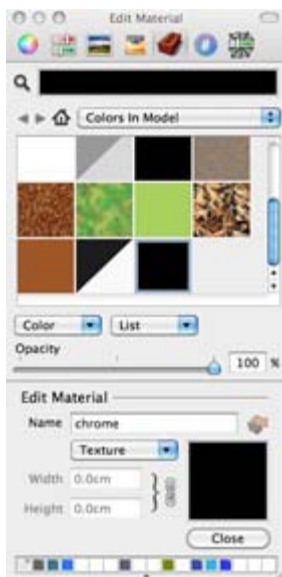 Edit Material
Colors In Model
Color List
Opacity
100 %
Edit Material
Name chrome
Texture
Width 0.0cm
Height 0.0cm
Close